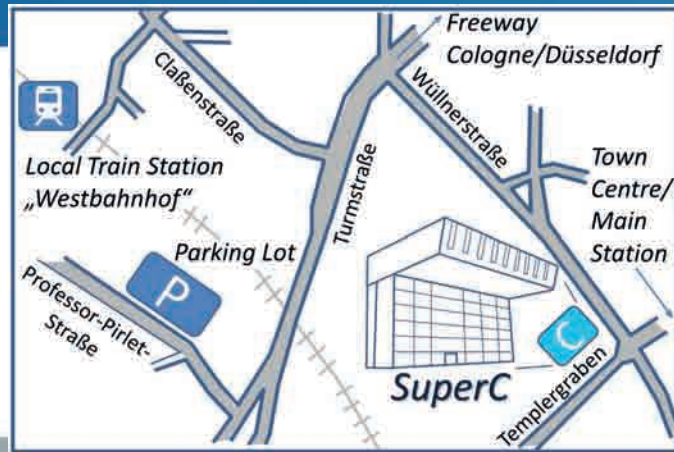 Freeway
Cologne/Düsseldorf
Claßenstraße
Wüllnerstraße
Local Train Station
„Westbahnhof“
Turmstraße
Town
Centre/
Main
Station
Parking Lot
P
Professor-Pirlet-
Straße
C
SuperC
Templergraben